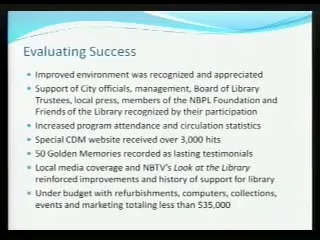 Evaluating Success
• Improved environment was recognized and appreciated
• Support of City officials, management, Board of Library
Trustees, local press, members of the NBPL Foundation and
Friends of the Library recognized by their participation
• Increased program attendance and circulation statistics
• Special CDM website received over 3,000 hits
• 50 Golden Memories recorded as lasting testimonials
• Local media coverage and NBTV's Look at the Library
reinforced improvements and history of support for library
• Under budget with refurbishments, computers, collections,
events and marketing totaling less than $35,000